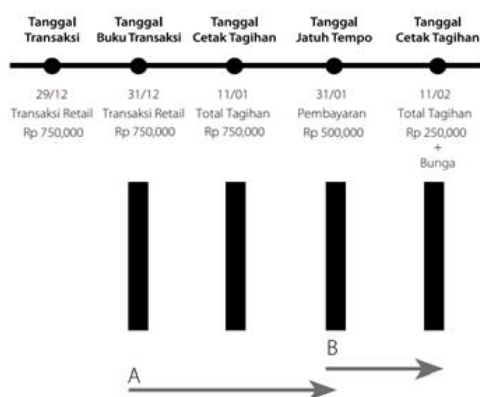 Tanggal
Transaksi
Tanggal
Buku Transaksi
Tanggal
Cetak Tagihan
Tanggal
Jatuh Tempo
Tanggal
Cetak Tagihan
29/12
Transaksi Retail
Rp 750,000
31/12
Transaksi Retail
Rp 750,000
11/01
Total Tagihan
Rp 750,000
31/01
Pembayaran
Rp 500,000
11/02
Total Tagihan
Rp 250,000
+
Bunga
A
B